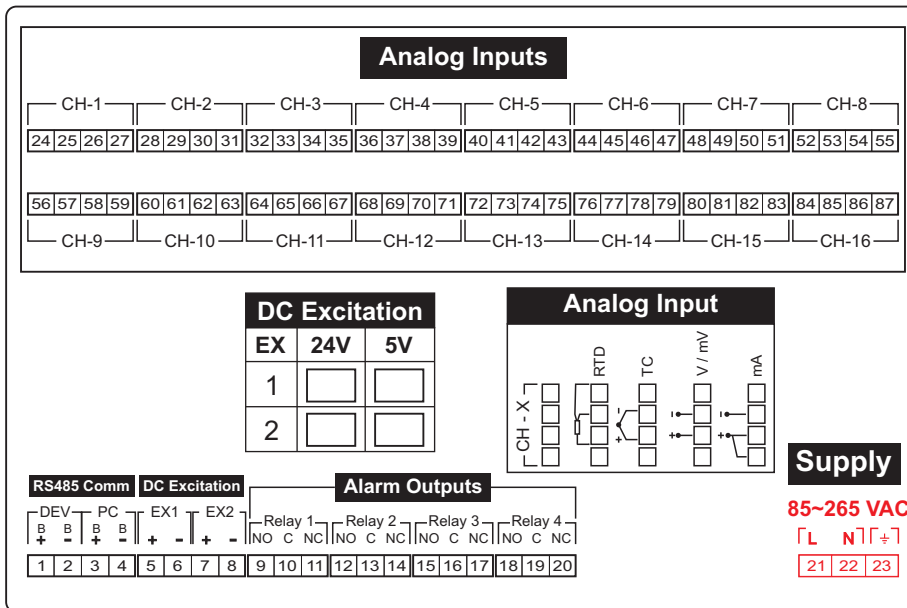 Analog Inputs
CH-1 CH-2 CH-3 CH-4 CH-5 CH-6 CH-7 CH-8
24 25 26 27 28 29 30 31 32 33 34 35 36 37 38 39 40 41 42 43 44 45 46 47 48 49 50 51 52 53 54 55
56 57 58 59 60 61 62 63 64 65 66 67 68 69 70 71 72 73 74 75 76 77 78 79 80 81 82 83 84 85 86 87
CH-9 CH-10 CH-11 CH-12 CH-13 CH-14 CH-15 CH-16
DC Excitation
EX 24V 5V
1
2
Analog Input
RTD TC V / mV mA
CH - X
- + - + - +
Supply
85~265 VAC
L N
21 22 23
RS485 Comm DC Excitation Alarm Outputs
DEV PC EX1 EX2 Relay 1 Relay 2 Relay 3 Relay 4
B B B B
+ - + - + - + - NO C NC NO C NC NO C NC NO C NC
1 2 3 4 5 6 7 8 9 10 11 12 13 14 15 16 17 18 19 20